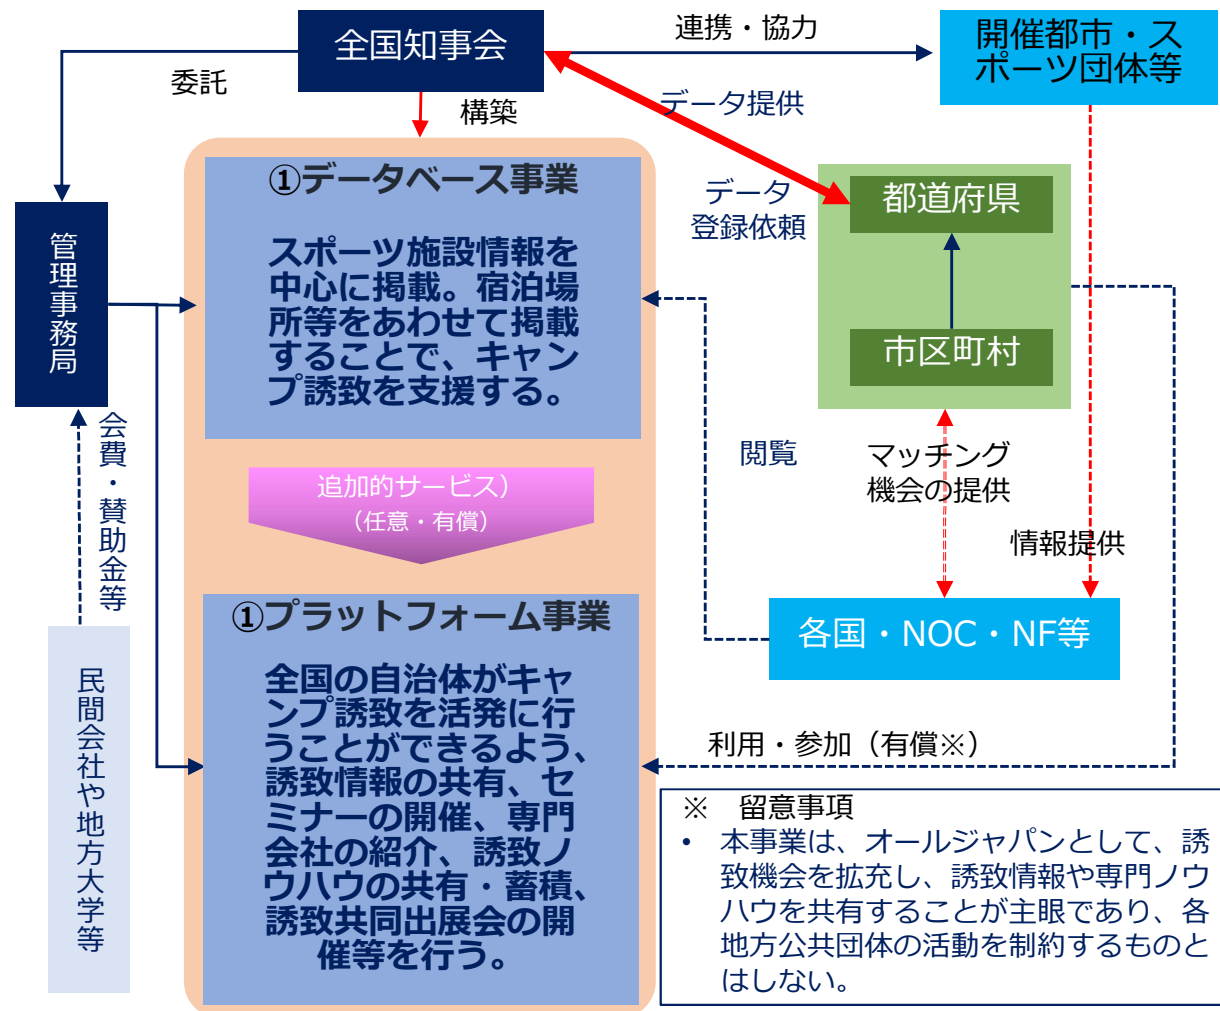 全国知事会
連携・協力
開催都市・ス
ポーツ団体等
委託
構築
データ提供
①データベース事業
スポーツ施設情報を
中心に掲載。宿泊場
所等をあわせて掲載
することで、キャン
プ誘致を支援する。
データ
登録依頼
都道府県
市区町村
管理事務局
会費・賛助金等
閲覧
マッチング
機会の提供
追加的サービス）
（任意・有償）
情報提供
①プラットフォーム事業
全国の自治体がキャ
ンプ誘致を活発に行
うことができるよう、
誘致情報の共有、セ
ミナーの開催、専門
会社の紹介、誘致ノ
ウハウの共有・蓄積、
誘致共同出展会の開
催等を行う。
各国・NOC・NF等
民間会社や地方大学等
利用・参加（有償※）
※　留意事項
• 本事業は、オールジャパンとして、誘
致機会を拡充し、誘致情報や専門ノウ
ハウを共有することが主眼であり、各
地方公共団体の活動を制約するものと
はしない。